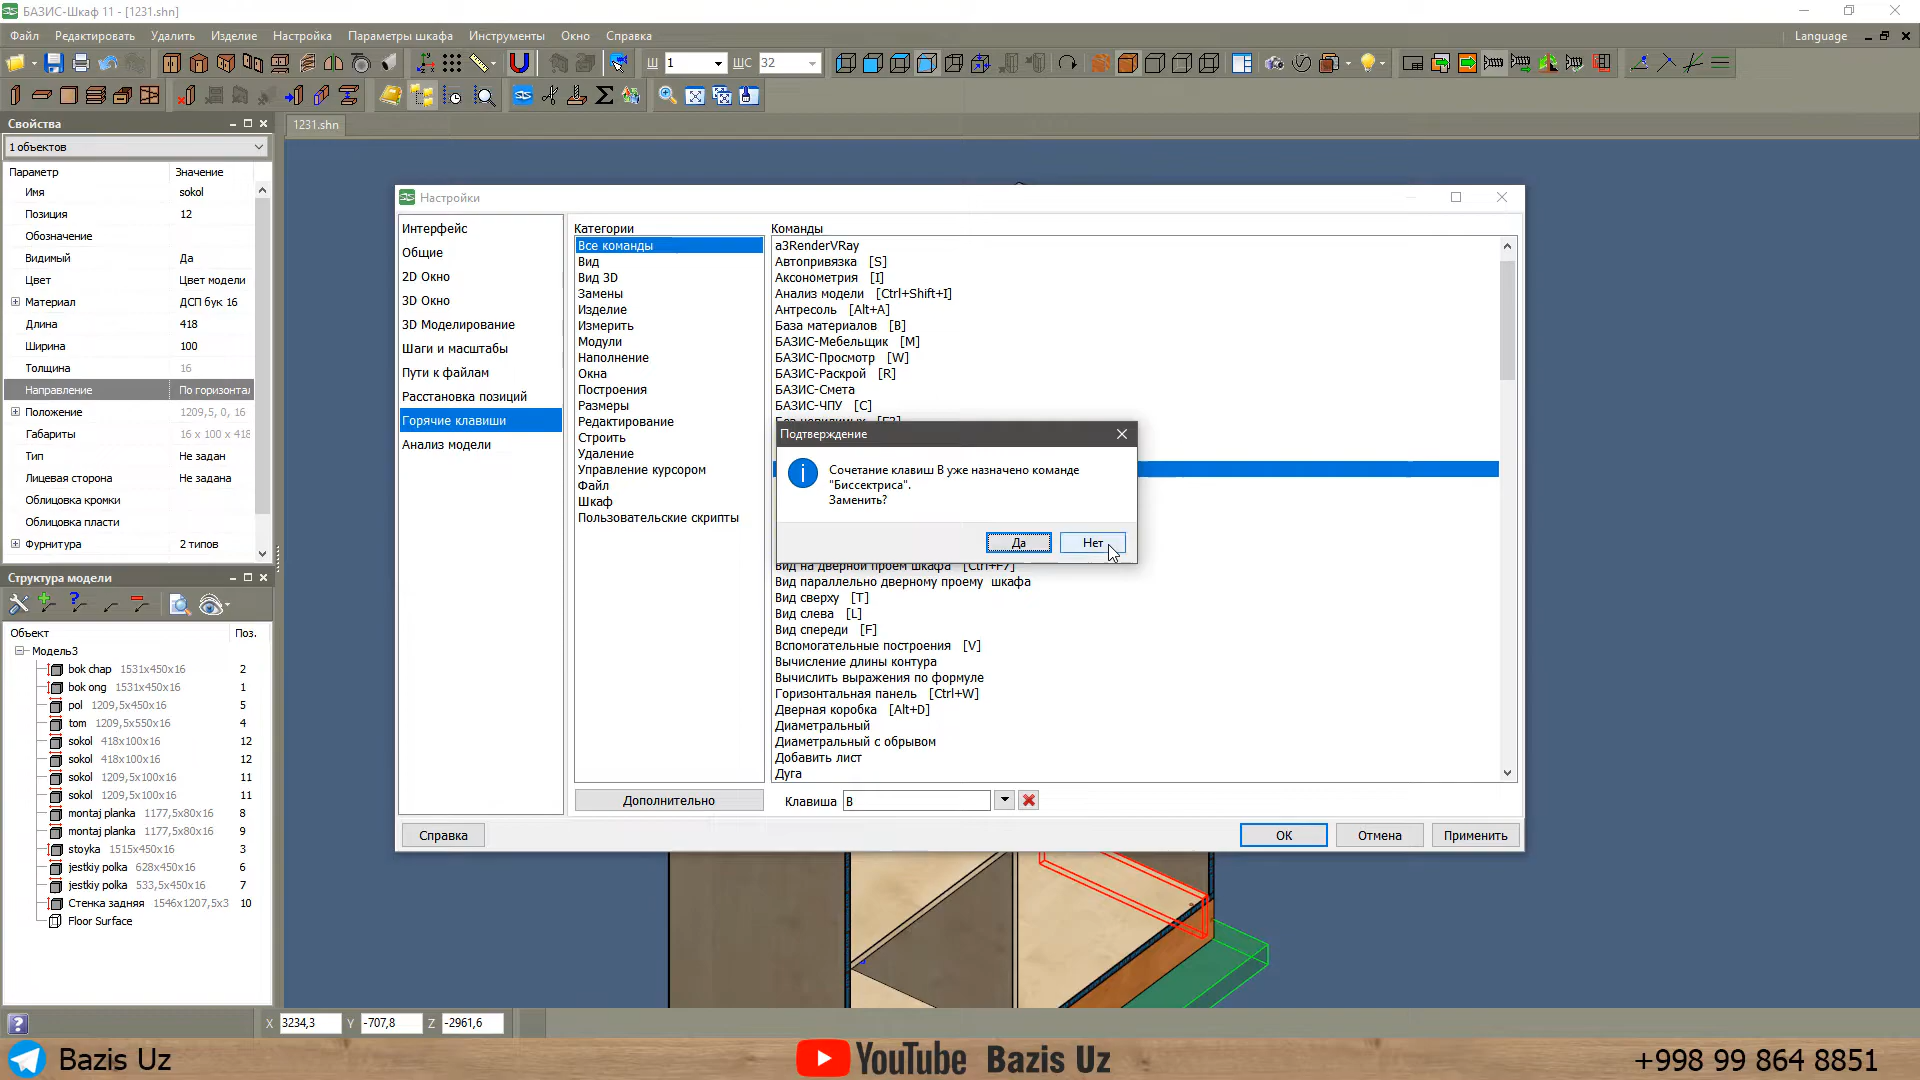 БАЗИС-Шкаф 11 - [1231.shn]
Файл Редактировать Удалить Изделие Настройка Параметры шкафа Инструменты Окно Справка Language
Ш 1 ШС 32
Свойства
1231.shn
1 объектов
Параметр Значение
Имя sokol
Позиция 12
Обозначение
Видимый Да
Цвет Цвет модели
Материал ДСП бук 16
Длина 418
Ширина 100
Толщина 16
Направление По горизонтал
Положение 1209,5, 0, 16
Габариты 16 x 100 x 418
Тип Не задан
Лицевая сторона Не задана
Облицовка кромки
Облицовка пласти
Фурнитура 2 типов
Структура модели
Объект Поз.
Модель3
bok chap 1531x450x16 2
bok ong 1531x450x16 1
pol 1209,5x450x16 5
tom 1209,5x550x16 4
sokol 418x100x16 12
sokol 418x100x16 12
sokol 1209,5x100x16 11
sokol 1209,5x100x16 11
montaj planka 1177,5x80x16 8
montaj planka 1177,5x80x16 9
stoyka 1515x450x16 3
jestkiy polka 628x450x16 6
jestkiy polka 533,5x450x16 7
Стенка задняя 1546x1207,5x3 10
Floor Surface
Настройки
Интерфейс
Общие
2D Окно
3D Окно
3D Моделирование
Шаги и масштабы
Пути к файлам
Расстановка позиций
Горячие клавиши
Анализ модели
Категории
Все команды
Вид
Вид 3D
Замены
Изделие
Измерить
Модули
Наполнение
Окна
Построения
Размеры
Редактирование
Строить
Удаление
Управление курсором
Файл
Шкаф
Пользовательские скрипты
Команды
a3RenderVRay
Автопривязка [S]
Аксонометрия [I]
Анализ модели [Ctrl+Shift+I]
Антресоль [Alt+A]
База материалов [B]
БАЗИС-Мебельщик [M]
БАЗИС-Просмотр [W]
БАЗИС-Раскрой [R]
БАЗИС-Смета
БАЗИС-ЧПУ [C]
Подтверждение
Сочетание клавиш B уже назначено команде
"Биссектриса".
Заменить?
Да Нет
Вид на дверной проем шкафа [Ctrl+F7]
Вид параллельно дверному проему шкафа
Вид сверху [T]
Вид слева [L]
Вид спереди [F]
Вспомогательные построения [V]
Вычисление длины контура
Вычислить выражения по формуле
Горизонтальная панель [Ctrl+W]
Дверная коробка [Alt+D]
Диаметральный
Диаметральный с обрывом
Добавить лист
Дуга
Дополнительно Клавиша B
Справка OK Отмена Применить
X 3234,3 Y -707,8 Z -2961,6
Bazis Uz YouTube Bazis Uz +998 99 864 8851